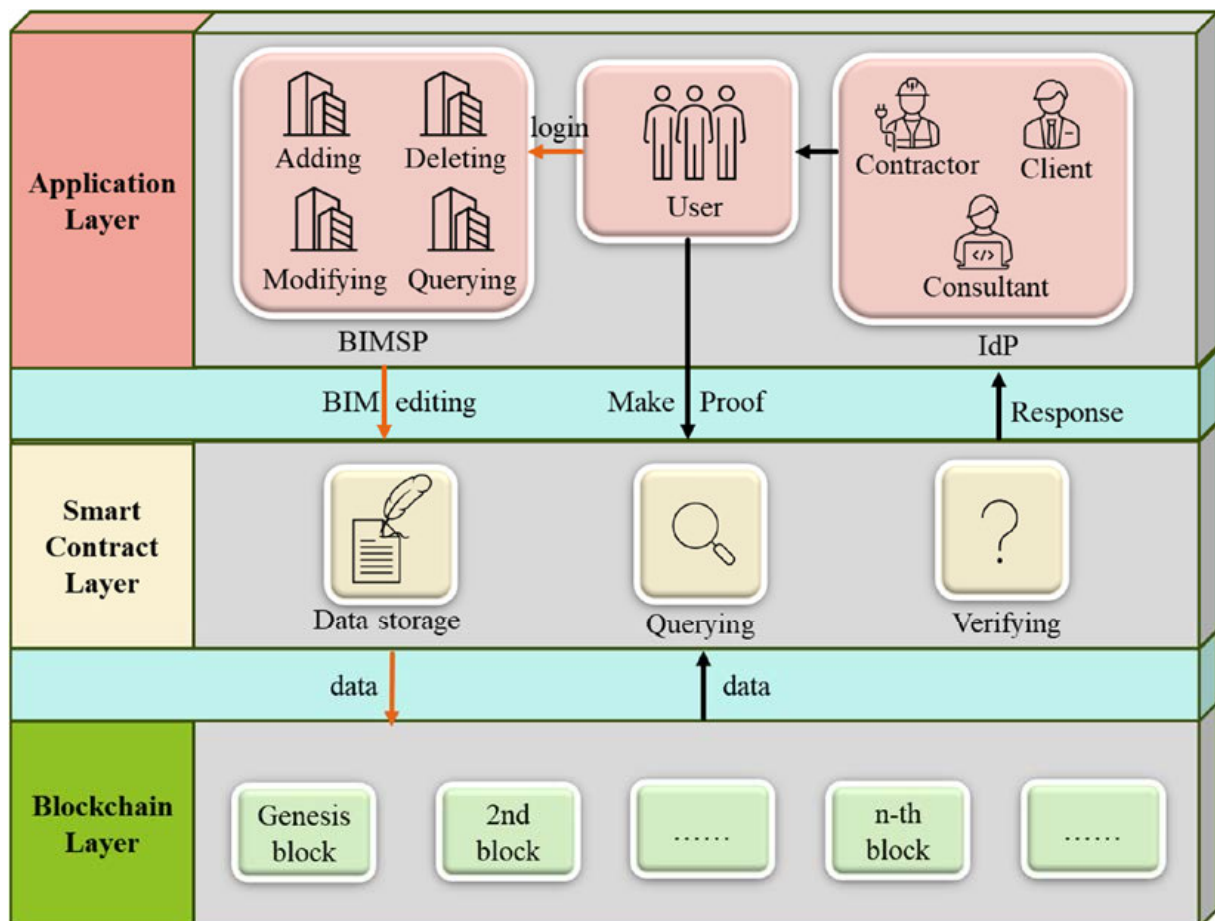 Application
Layer
Adding
Deleting
Modifying
Querying
BIMSP
login
User
Contractor
Client
Consultant
</>
IdP
BIM editing
Make Proof
Response
Smart
Contract
Layer
Data storage
Querying
?
Verifying
data
data
Blockchain
Layer
Genesis
block
2nd
block
......
n-th
block
......